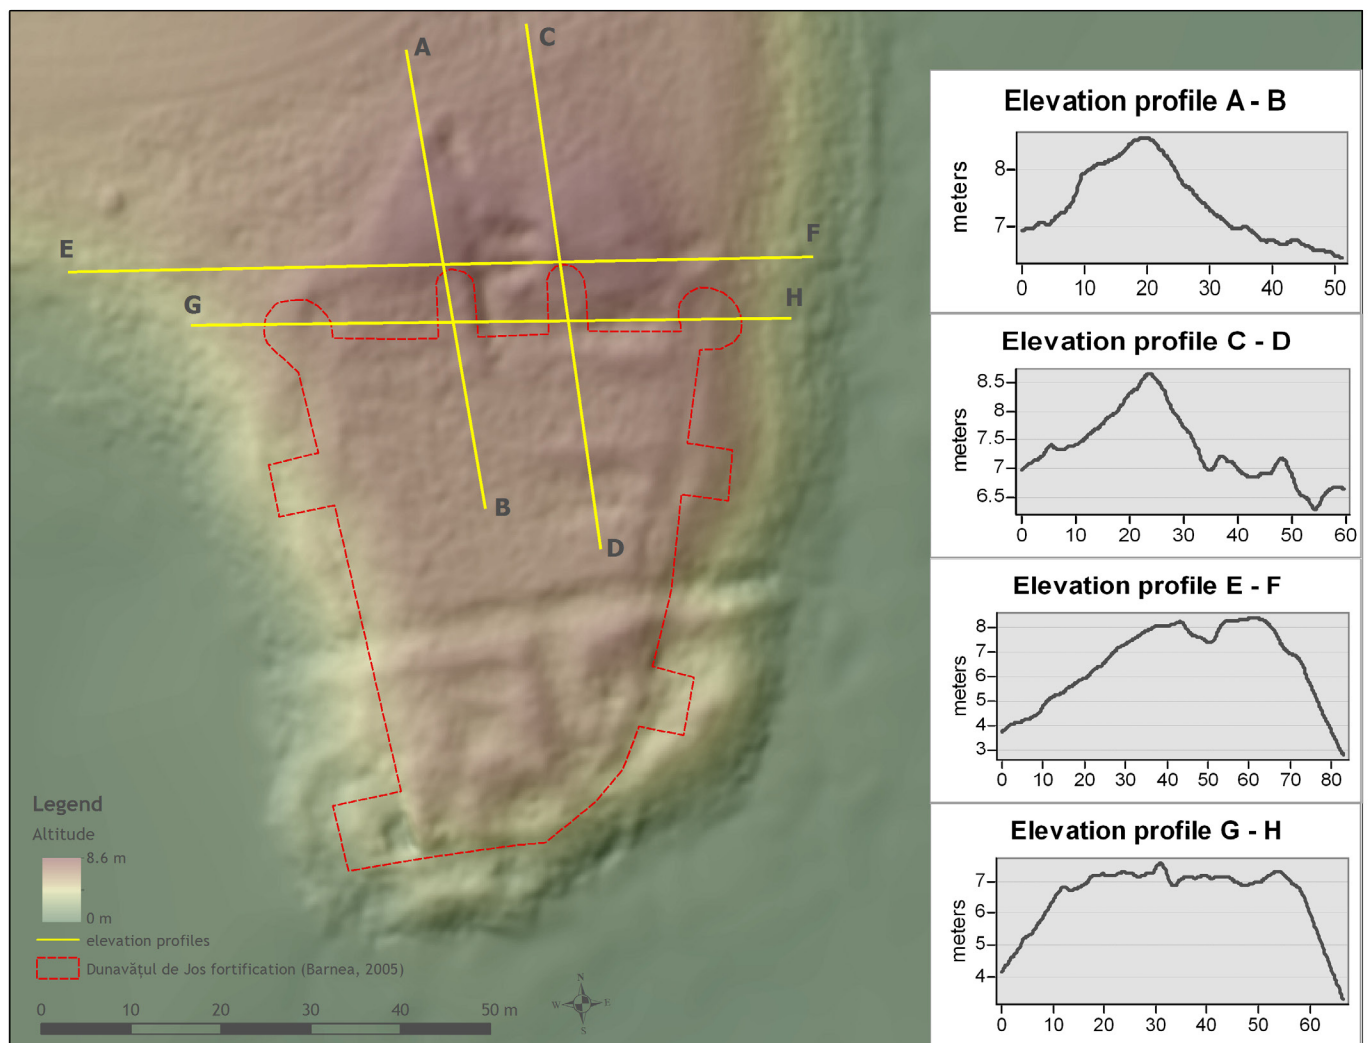 A
C
E
F
G
H
B
D
Legend
Altitude
8.6 m
0 m
elevation profiles
Dunavățul de Jos fortification (Barnea, 2005)
0 10 20 30 40 50 m
N
W E
S
Elevation profile A - B
meters
8
7
0 10 20 30 40 50
Elevation profile C - D
meters
8.5
8
7.5
7
6.5
0 10 20 30 40 50 60
Elevation profile E - F
meters
8
7
6
5
4
3
0 10 20 30 40 50 60 70 80
Elevation profile G - H
meters
7
6
5
4
0 10 20 30 40 50 60